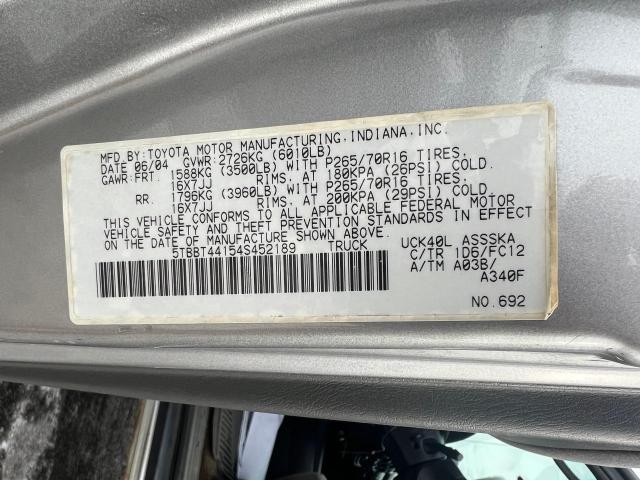 MFD.BY:TOYOTA MOTOR MANUFACTURING,INDIANA,INC.
DATE 06/04 GVWR:2726KG (6010LB)
GAWR:FRT. 1588KG (3500LB) WITH P265/70R16 TIRES,
16X7JJ RIMS, AT 180KPA (26PSI) COLD.
RR. 1796KG (3960LB) WITH P265/70R16 TIRES,
16X7JJ RIMS, AT 200KPA (29PSI) COLD.
THIS VEHICLE CONFORMS TO ALL APPLICABLE FEDERAL MOTOR
VEHICLE SAFETY AND THEFT PREVENTION STANDARDS IN EFFECT
ON THE DATE OF MANUFACTURE SHOWN ABOVE.
5TBBT44154S452189 TRUCK
UCK40L ASSSKA
C/TR 1D6/FC12
A/TM A03B/
A340F
NO.692